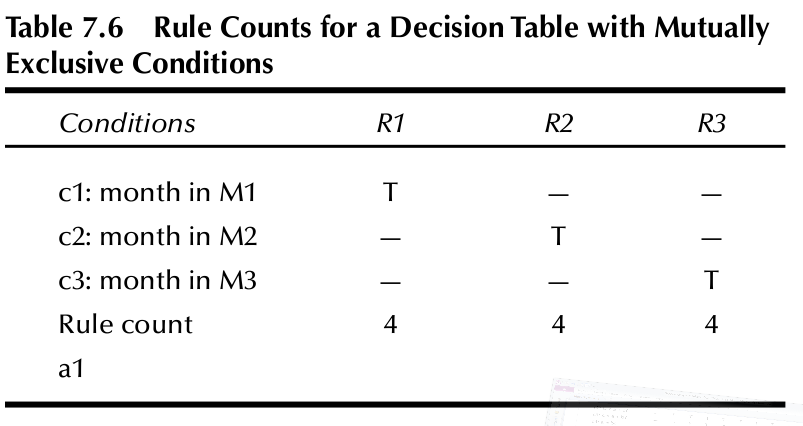 Table 7.6 Rule Counts for a Decision Table with Mutually
Exclusive Conditions
Conditions R1 R2 R3
c1: month in M1 T — —
c2: month in M2 — T —
c3: month in M3 — — T
Rule count 4 4 4
a1